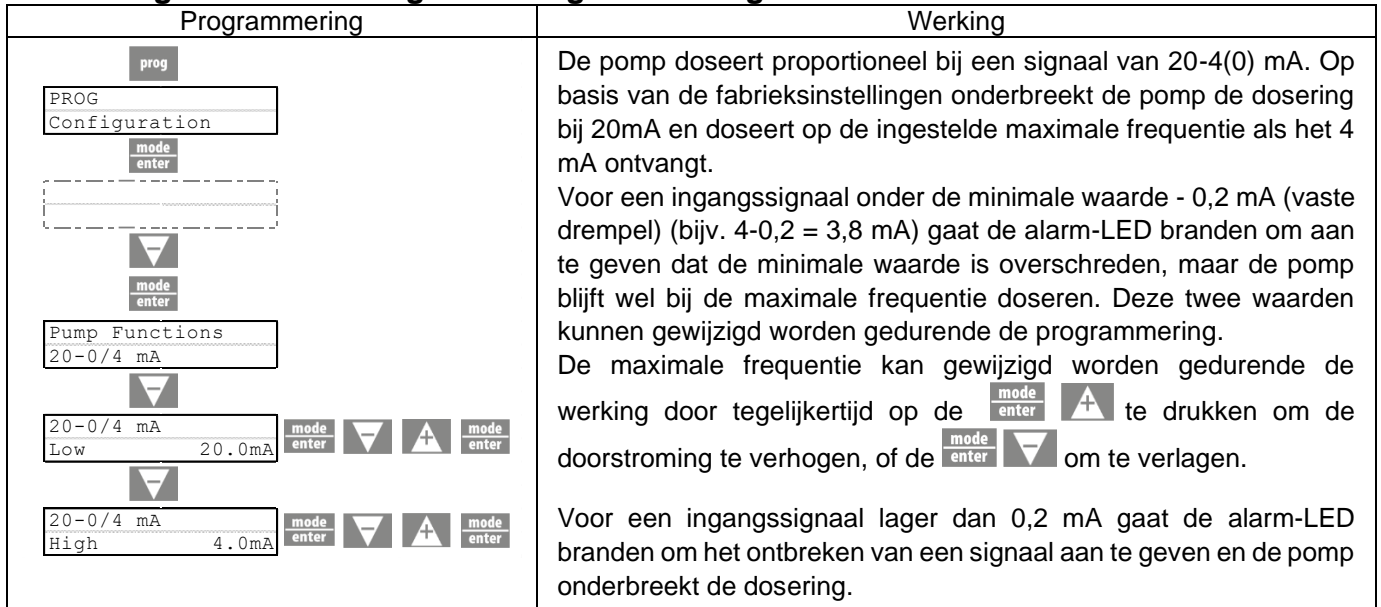 Programmering
Werking
prog
PROG
Configuration
mode
enter
mode
enter
Pump Functions
20-0/4 mA
20-0/4 mA
Low 20.0mA
mode
enter
+
mode
enter
20-0/4 mA
High 4.0mA
mode
enter
+
mode
enter
De pomp doseert proportioneel bij een signaal van 20-4(0) mA. Op
basis van de fabrieksinstellingen onderbreekt de pomp de dosering
bij 20mA en doseert op de ingestelde maximale frequentie als het 4
mA ontvangt.
Voor een ingangssignaal onder de minimale waarde - 0,2 mA (vaste
drempel) (bijv. 4-0,2 = 3,8 mA) gaat de alarm-LED branden om aan
te geven dat de minimale waarde is overschreden, maar de pomp
blijft wel bij de maximale frequentie doseren. Deze twee waarden
kunnen gewijzigd worden gedurende de programmering.
De maximale frequentie kan gewijzigd worden gedurende de
werking door tegelijkertijd op de mode enter + te drukken om de
doorstroming te verhogen, of de mode enter om te verlagen.
Voor een ingangssignaal lager dan 0,2 mA gaat de alarm-LED
branden om het ontbreken van een signaal aan te geven en de pomp
onderbreekt de dosering.